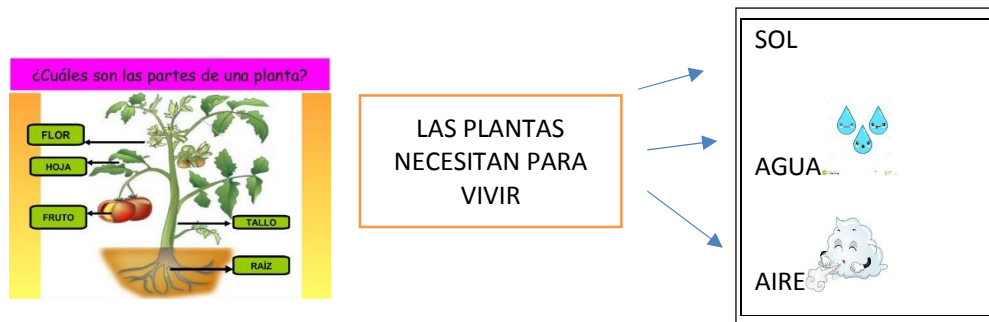 ¿Cuáles son las partes de una planta?
FLOR
HOJA
FRUTO
TALLO
RAÍZ
LAS PLANTAS
NECESITAN PARA
VIVIR
SOL
AGUA
AIRE